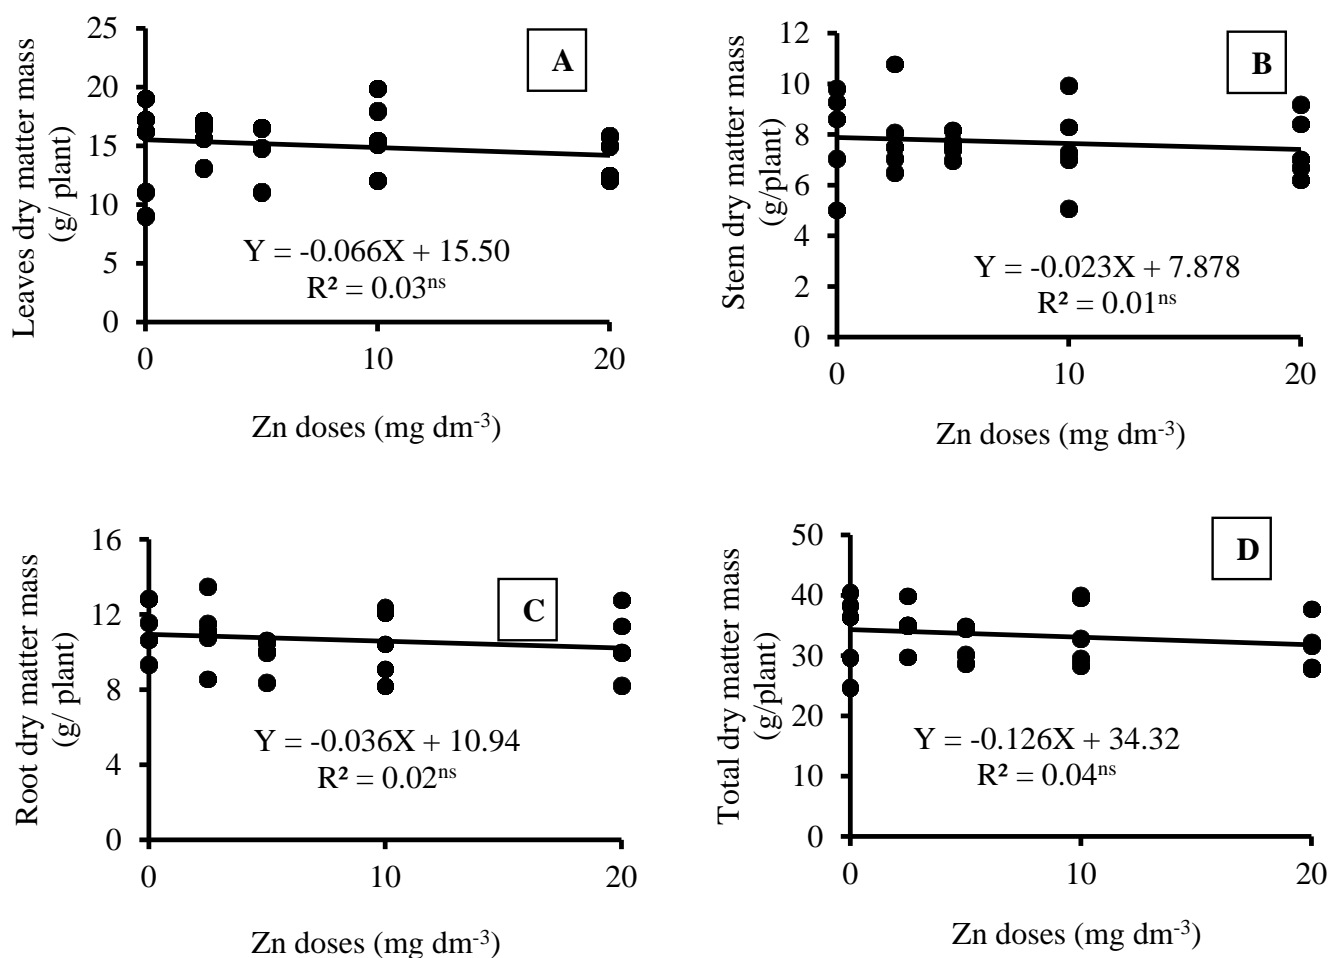 Leaves dry matter mass
(g/ plant)
25
20
15
10
5
0
A
Y = -0.066X + 15.50
R² = 0.03ns
0 10 20
Zn doses (mg dm-3)
Stem dry matter mass
(g/plant)
12
10
8
6
4
2
0
B
Y = -0.023X + 7.878
R² = 0.01ns
0 10 20
Zn doses (mg dm-3)
Root dry matter mass
(g/ plant)
16
12
8
4
0
C
Y = -0.036X + 10.94
R² = 0.02ns
0 10 20
Zn doses (mg dm-3)
Total dry matter mass
(g/plant)
50
40
30
20
10
0
D
Y = -0.126X + 34.32
R² = 0.04ns
0 10 20
Zn doses (mg dm-3)